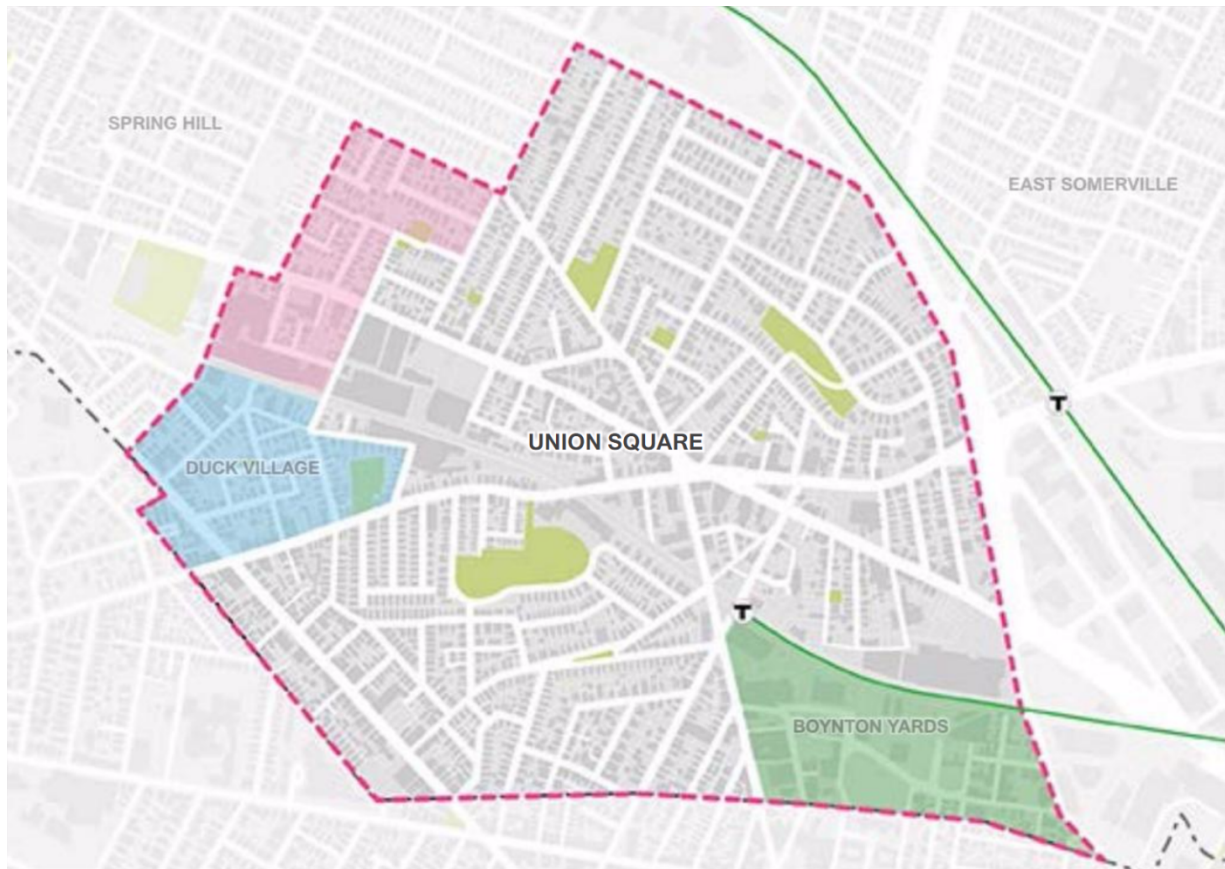 SPRING HILL
EAST SOMERVILLE
UNION SQUARE
DUCK VILLAGE
T
T
BOYNTON YARDS